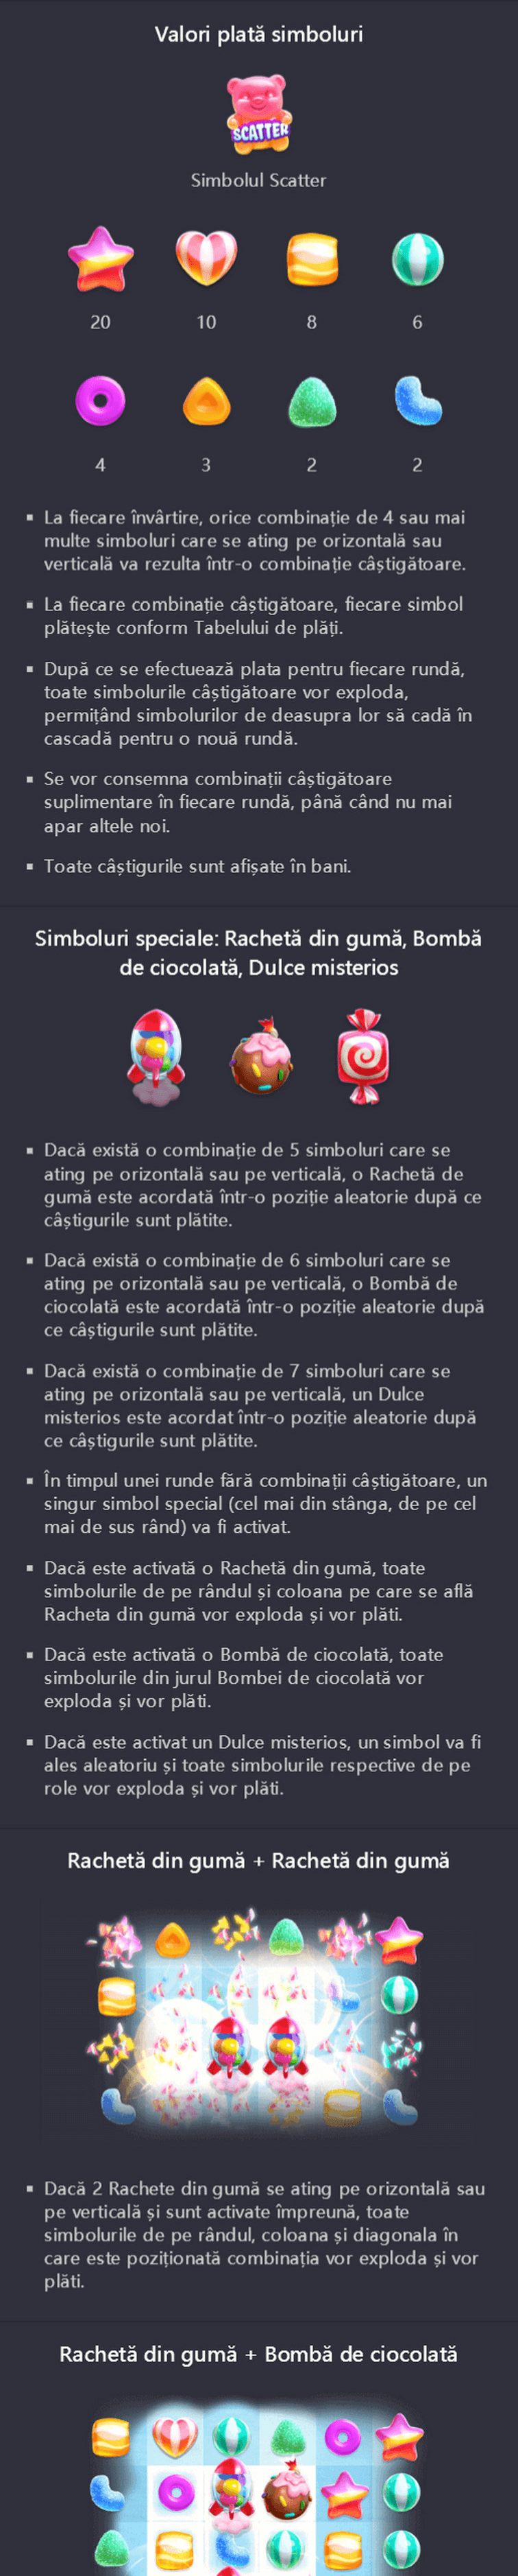 Valori plată simboluri
SCATTER
Simbolul Scatter
20 10 8 6
4 3 2 2
▪ La fiecare învârtire, orice combinație de 4 sau mai
multe simboluri care se ating pe orizontală sau
verticală va rezulta într-o combinație câștigătoare.
▪ La fiecare combinație câștigătoare, fiecare simbol
plătește conform Tabelului de plăți.
▪ După ce se efectuează plata pentru fiecare rundă,
toate simbolurile câștigătoare vor exploda,
permițând simbolurilor de deasupra lor să cadă în
cascadă pentru o nouă rundă.
▪ Se vor consemna combinații câștigătoare
suplimentare în fiecare rundă, până când nu mai
apar altele noi.
▪ Toate câștigurile sunt afișate în bani.
Simboluri speciale: Rachetă din gumă, Bombă
de ciocolată, Dulce misterios
▪ Dacă există o combinație de 5 simboluri care se
ating pe orizontală sau pe verticală, o Rachetă de
gumă este acordată într-o poziție aleatorie după ce
câștigurile sunt plătite.
▪ Dacă există o combinație de 6 simboluri care se
ating pe orizontală sau pe verticală, o Bombă de
ciocolată este acordată într-o poziție aleatorie după
ce câștigurile sunt plătite.
▪ Dacă există o combinație de 7 simboluri care se
ating pe orizontală sau pe verticală, un Dulce
misterios este acordat într-o poziție aleatorie după
ce câștigurile sunt plătite.
▪ În timpul unei runde fără combinații câștigătoare, un
singur simbol special (cel mai din stânga, de pe cel
mai de sus rând) va fi activat.
▪ Dacă este activată o Rachetă din gumă, toate
simbolurile de pe rândul și coloana pe care se află
Racheta din gumă vor exploda și vor plăti.
▪ Dacă este activată o Bombă de ciocolată, toate
simbolurile din jurul Bombei de ciocolată vor
exploda și vor plăti.
▪ Dacă este activat un Dulce misterios, un simbol va fi
ales aleatoriu și toate simbolurile respective de pe
role vor exploda și vor plăti.
Rachetă din gumă + Rachetă din gumă
▪ Dacă 2 Rachete din gumă se ating pe orizontală sau
pe verticală și sunt activate împreună, toate
simbolurile de pe rândul, coloana și diagonala în
care este poziționată combinația vor exploda și vor
plăti.
Rachetă din gumă + Bombă de ciocolată